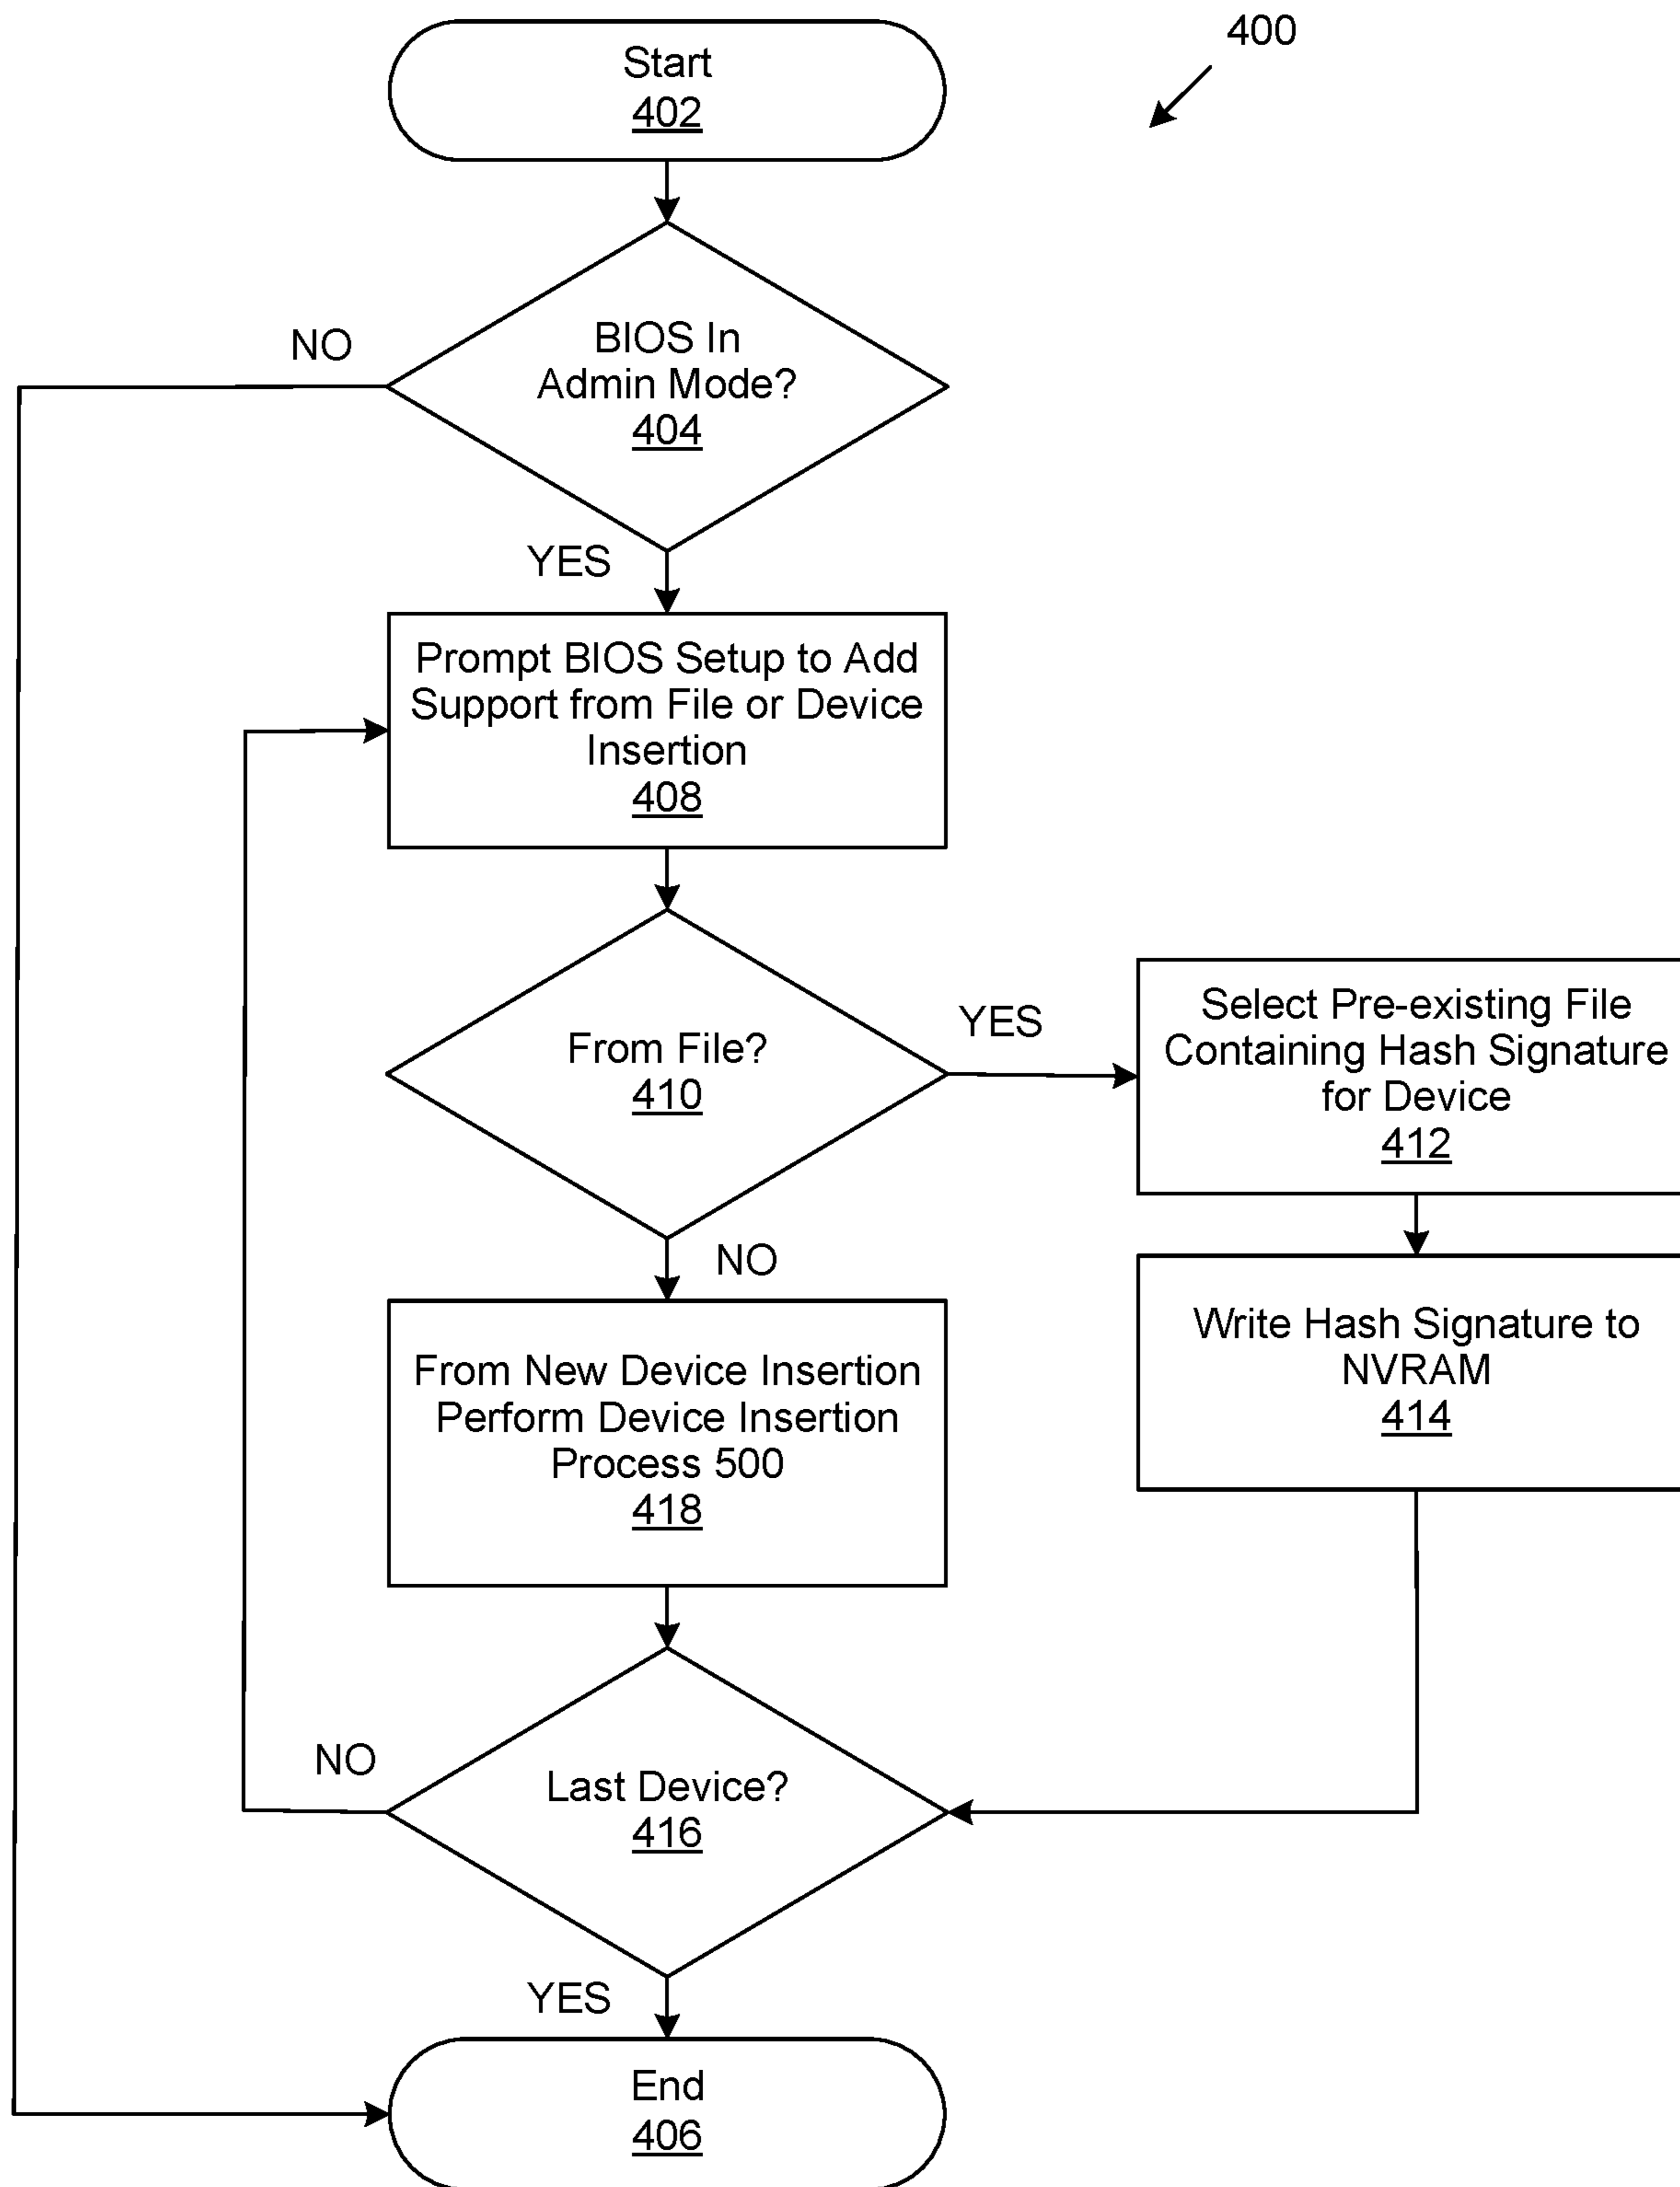 400
Start
402
BIOS In
Admin Mode?
404
NO
YES
Prompt BIOS Setup to Add
Support from File or Device
Insertion
408
From File?
410
YES
Select Pre-existing File
Containing Hash Signature
for Device
412
NO
Write Hash Signature to
NVRAM
414
From New Device Insertion
Perform Device Insertion
Process 500
418
NO
Last Device?
416
YES
End
406